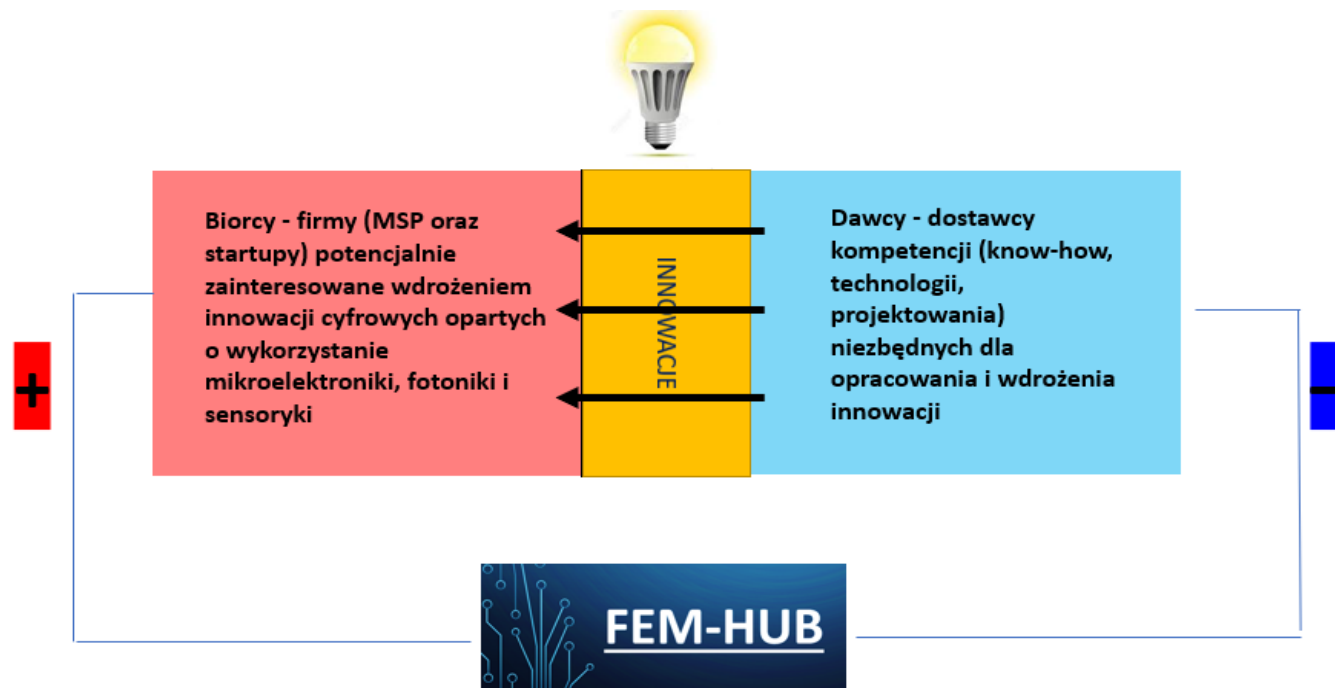 Biorcy - firmy (MSP oraz
startupy) potencjalnie
zainteresowane wdrożeniem
innowacji cyfrowych opartych
o wykorzystanie
mikroelektroniki, fotoniki i
sensoryki
INNOWACJE
Dawcy - dostawcy
kompetencji (know-how,
technologii,
projektowania)
niezbędnych dla
opracowania i wdrożenia
innowacji
+
-
FEM-HUB